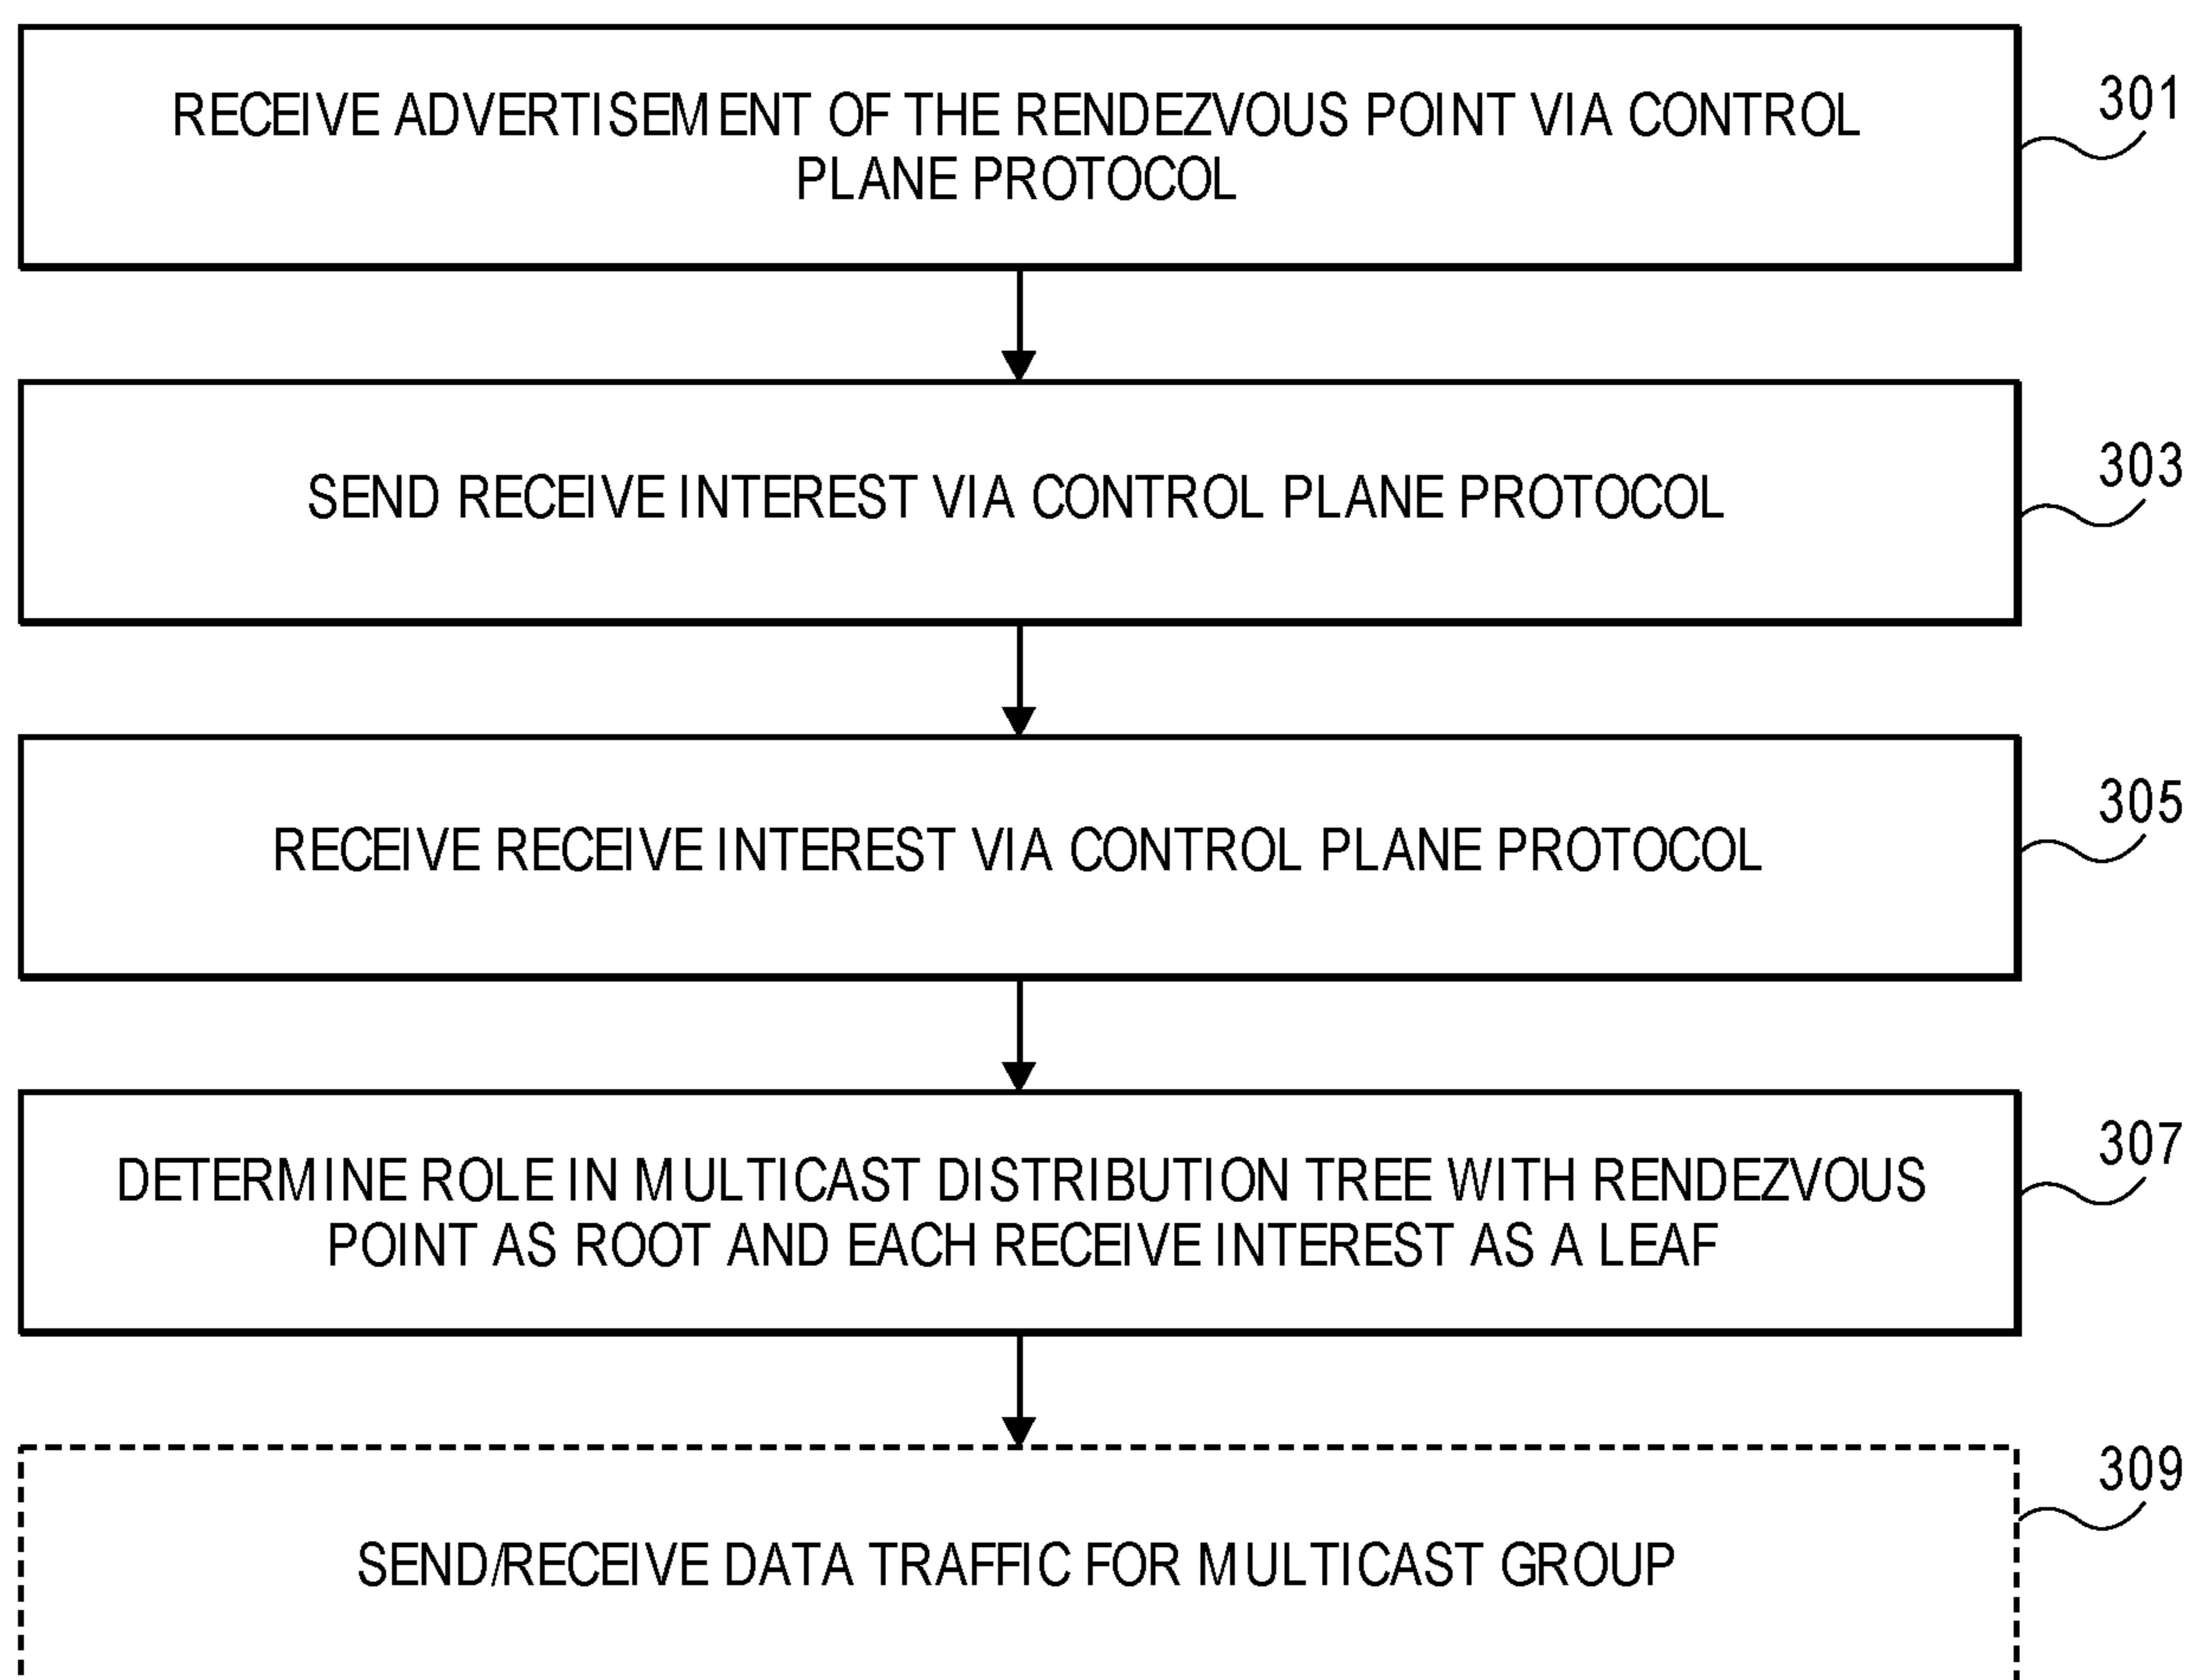 RECEIVE ADVERTISEMENT OF THE RENDEZVOUS POINT VIA CONTROL
PLANE PROTOCOL
301
SEND RECEIVE INTEREST VIA CONTROL PLANE PROTOCOL
303
RECEIVE RECEIVE INTEREST VIA CONTROL PLANE PROTOCOL
305
DETERMINE ROLE IN MULTICAST DISTRIBUTION TREE WITH RENDEZVOUS
POINT AS ROOT AND EACH RECEIVE INTEREST AS A LEAF
307
SEND/RECEIVE DATA TRAFFIC FOR MULTICAST GROUP
309